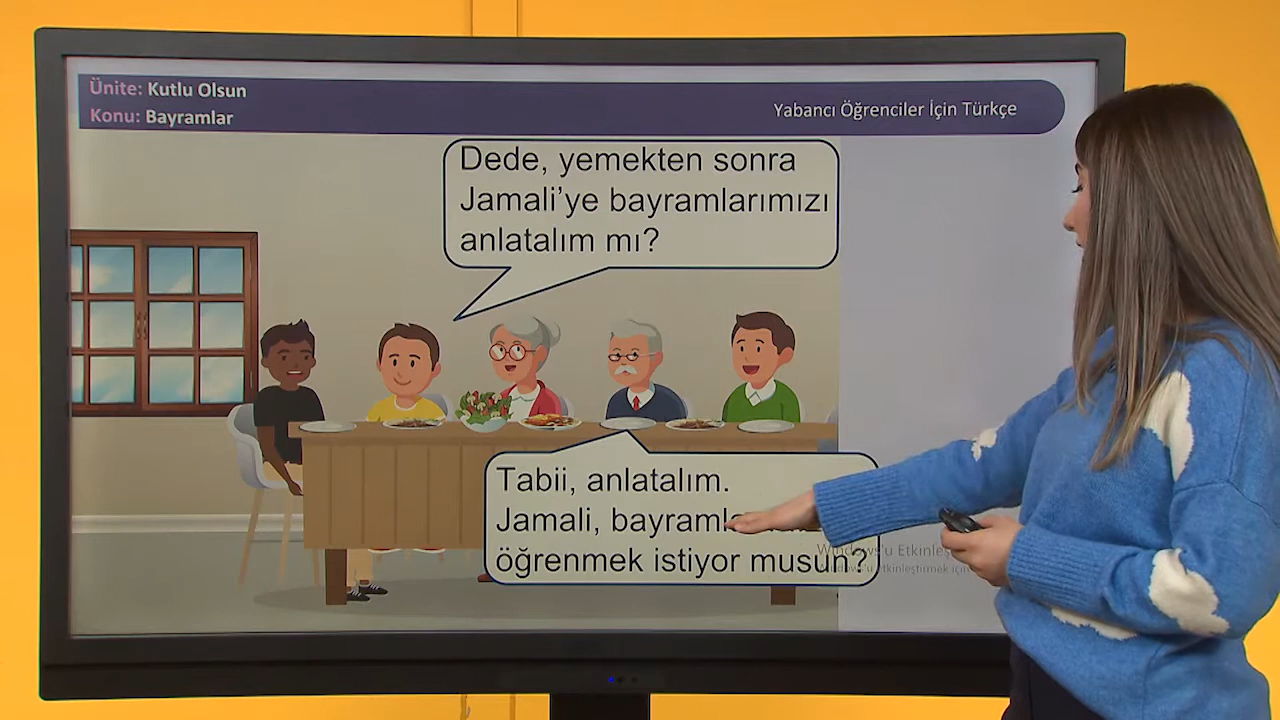 Ünite: Kutlu Olsun
Konu: Bayramlar
Yabancı Öğrenciler İçin Türkçe
Dede, yemekten sonra
Jamali’ye bayramlarımızı
anlatalım mı?
Tabii, anlatalım.
Jamali,
öğrenmek istiyor musun?
Windows'u